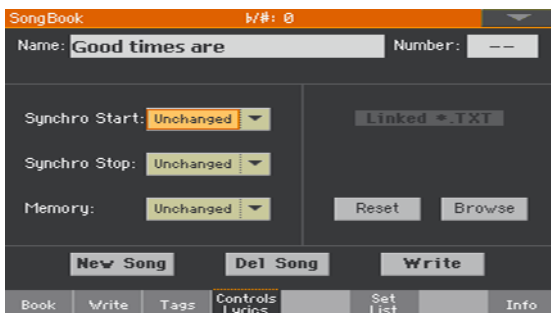 SongBook b/#: 0
Name: Good times are Number: --
Synchro Start: Unchanged Linked *.TXT
Synchro Stop: Unchanged
Memory: Unchanged Reset Browse
New Song Del Song Write
Book Write Tags Controls Lyrics Set List Info